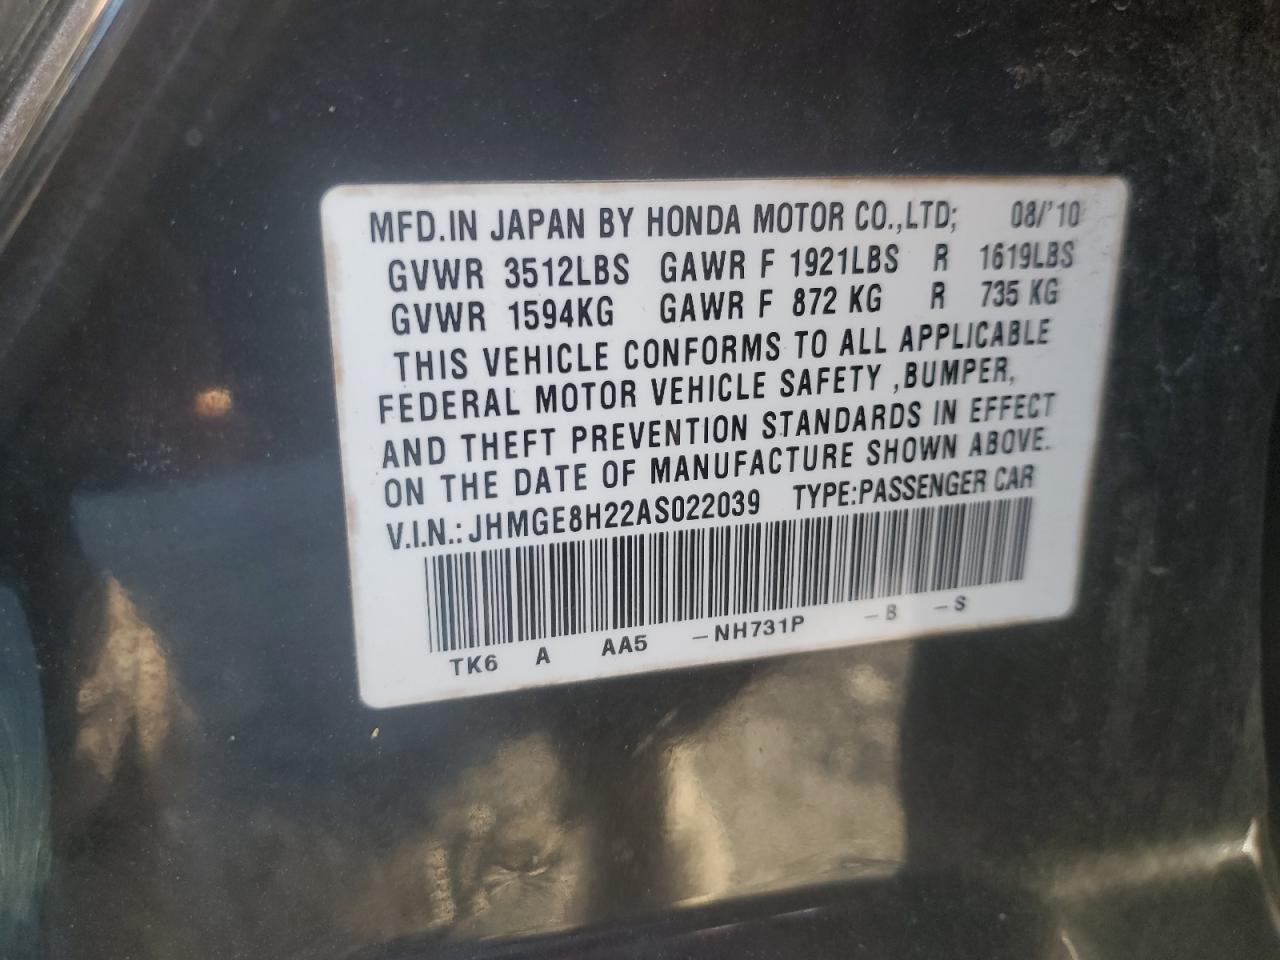 MFD.IN JAPAN BY HONDA MOTOR CO.,LTD; 08/'10
GVWR 3512LBS GAWR F 1921LBS R 1619LBS
GVWR 1594KG GAWR F 872 KG R 735 KG
THIS VEHICLE CONFORMS TO ALL APPLICABLE
FEDERAL MOTOR VEHICLE SAFETY ,BUMPER,
AND THEFT PREVENTION STANDARDS IN EFFECT
ON THE DATE OF MANUFACTURE SHOWN ABOVE.
V.I.N.: JHMGE8H22AS022039 TYPE:PASSENGER CAR
TK6 A AA5 -NH731P -B -S